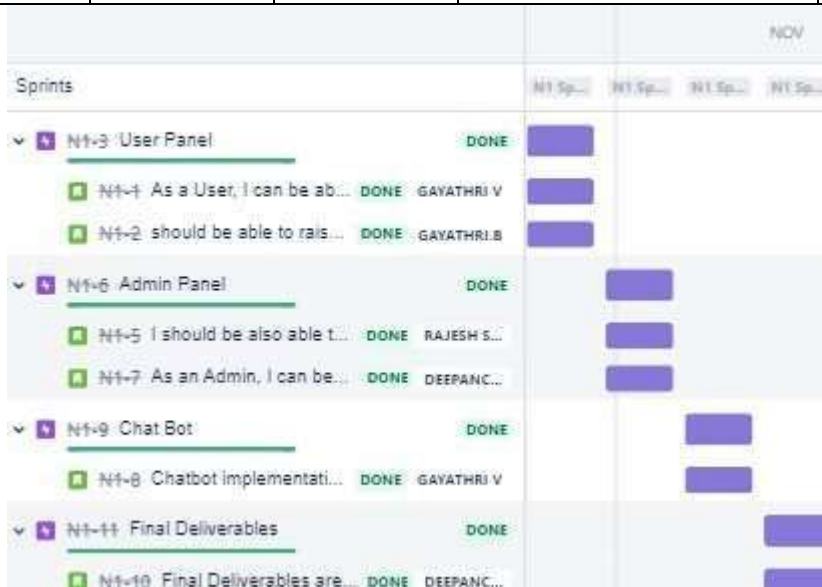 NOV
Sprints N1 Sp... N1 Sp... N1 Sp... N1 Sp...
N1-3 User Panel DONE
N1-1 As a User, I can be ab... DONE GAYATHRI V
N1-2 should be able to rais... DONE GAYATHRI.B
N1-6 Admin Panel DONE
N1-5 I should be also able t... DONE RAJESH S...
N1-7 As an Admin, I can be... DONE DEEPANC...
N1-9 Chat Bot DONE
N1-8 Chatbot implementati... DONE GAYATHRI V
N1-11 Final Deliverables DONE
N1-10 Final Deliverables are... DONE DEEPANC...